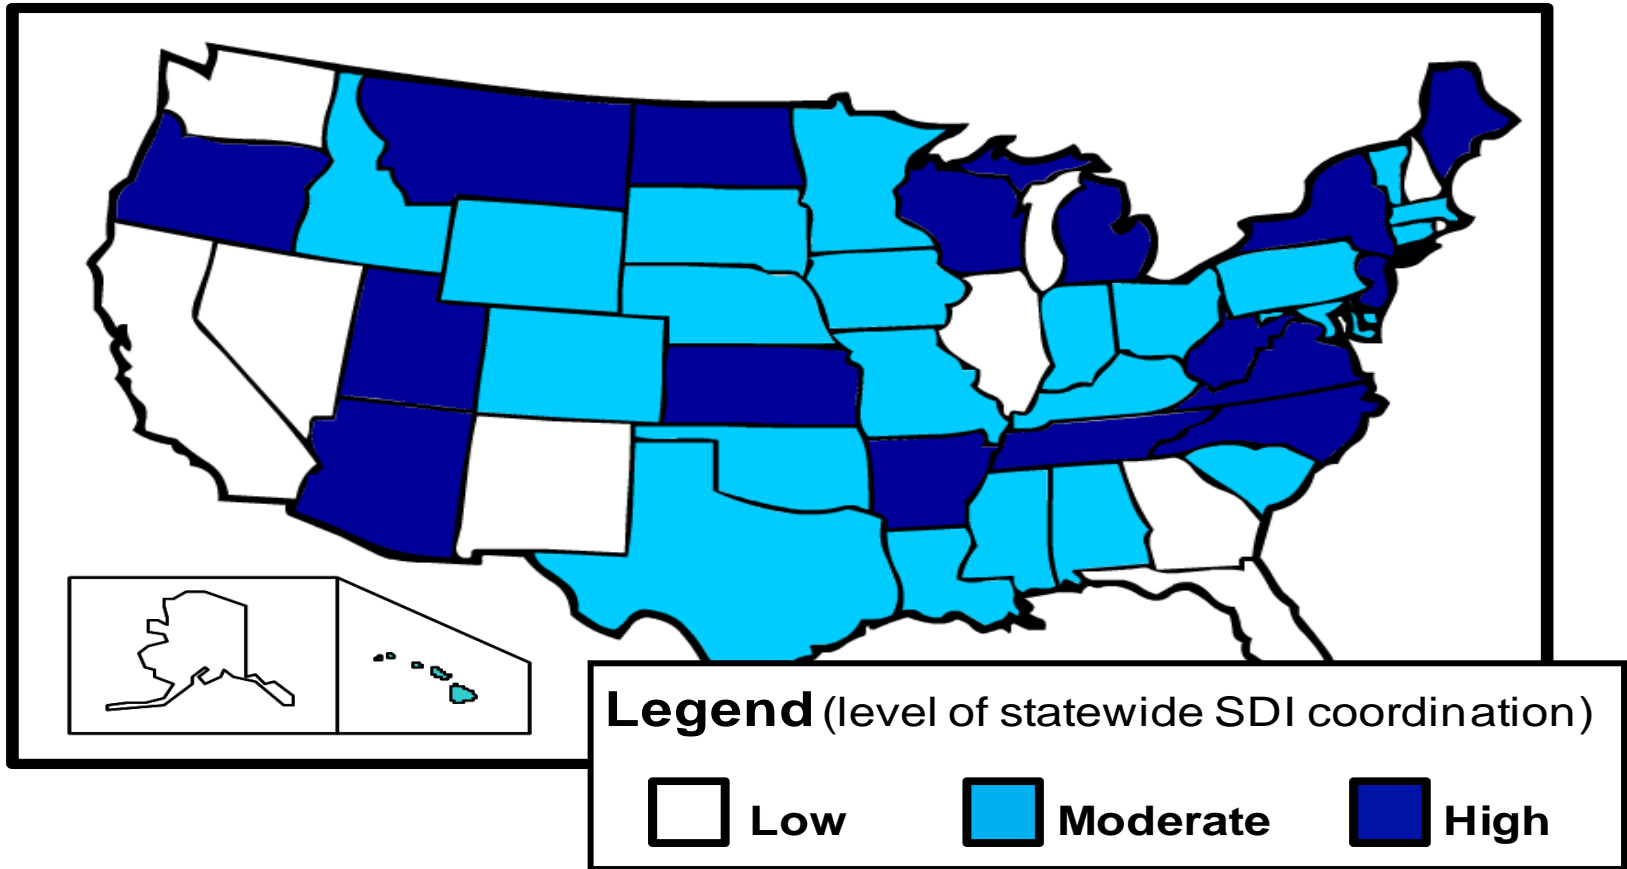 Legend (level of statewide SDI coordination)
Low Moderate High